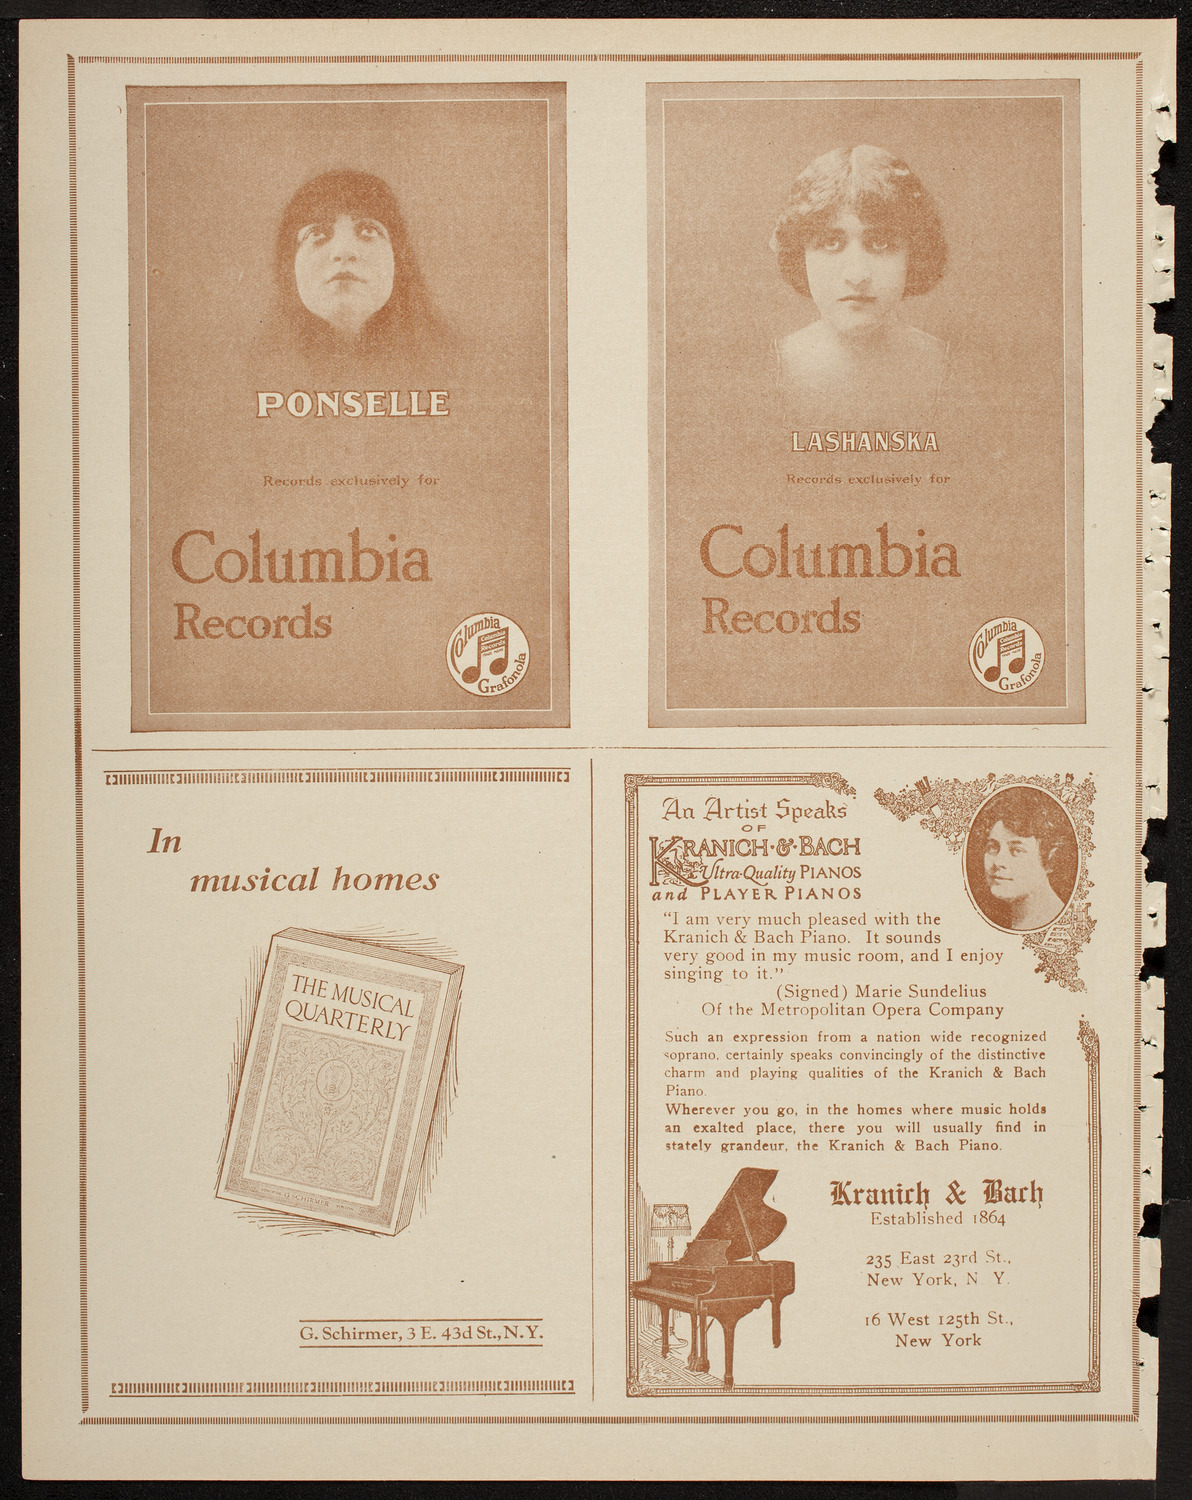 PONSELLE
Records exclusively for
Columbia
Records
Columbia
Columbia
Records
Grafonola
LASHANSKA
Records exclusively for
Columbia
Records
Columbia
Columbia
Records
Grafonola
In
musical homes
THE MUSICAL
QUARTERLY
G. SCHIRMER
G. Schirmer, 3 E. 43d St., N. Y.
An Artist Speaks
OF
KRANICH·&·BACH
Ultra-Quality PIANOS
and PLAYER PIANOS
“I am very much pleased with the
Kranich & Bach Piano. It sounds
very good in my music room, and I enjoy
singing to it.”
(Signed) Marie Sundelius
Of the Metropolitan Opera Company
Such an expression from a nation wide recognized
soprano, certainly speaks convincingly of the distinctive
charm and playing qualities of the Kranich & Bach
Piano.
Wherever you go, in the homes where music holds
an exalted place, there you will usually find in
stately grandeur, the Kranich & Bach Piano.
Kranich & Bach
Established 1864
235 East 23rd St.,
New York, N. Y.
16 West 125th St.,
New York